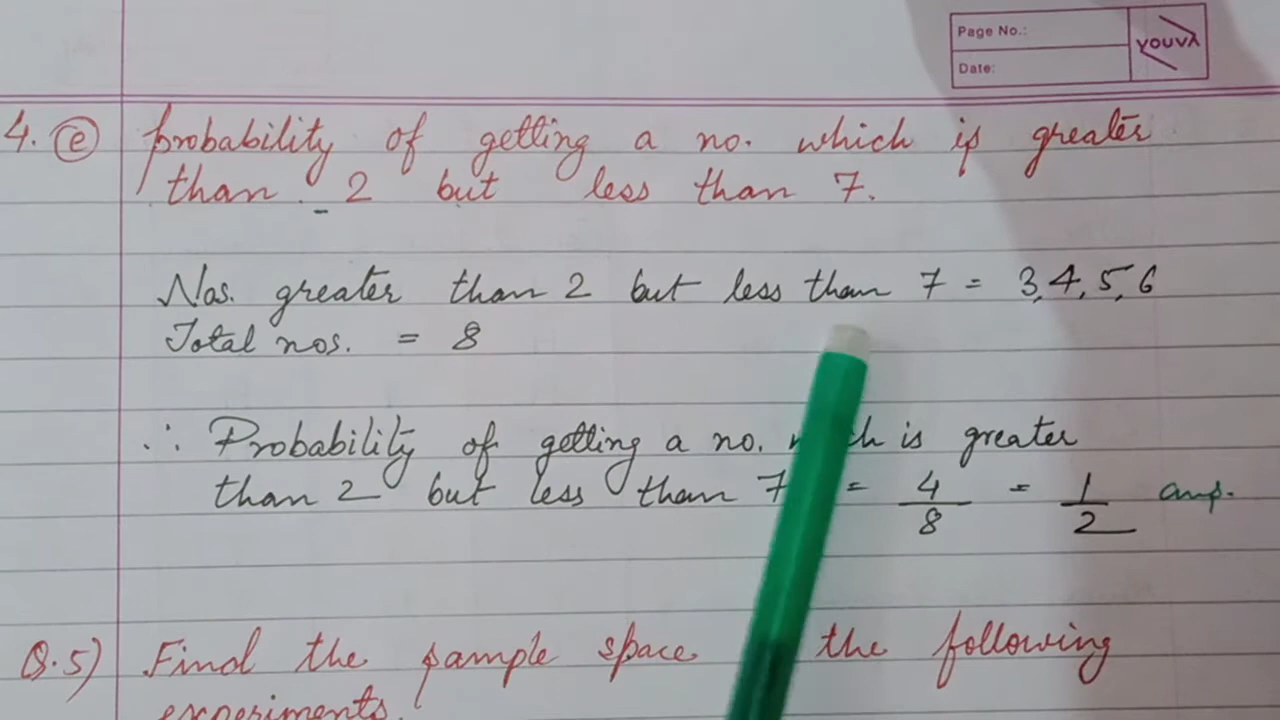 Page No.:
YOUVA
Date:
4. (e) Probability of getting a no. which is greater
than 2 but less than 7.
Nos. greater than 2 but less than 7 = 3,4,5,6
Total nos. = 8
∴ Probability of getting a no. which is greater
than 2 but less than 7 = 4/8 = 1/2 ans.
Q.5) Find the sample space the following
experiments.